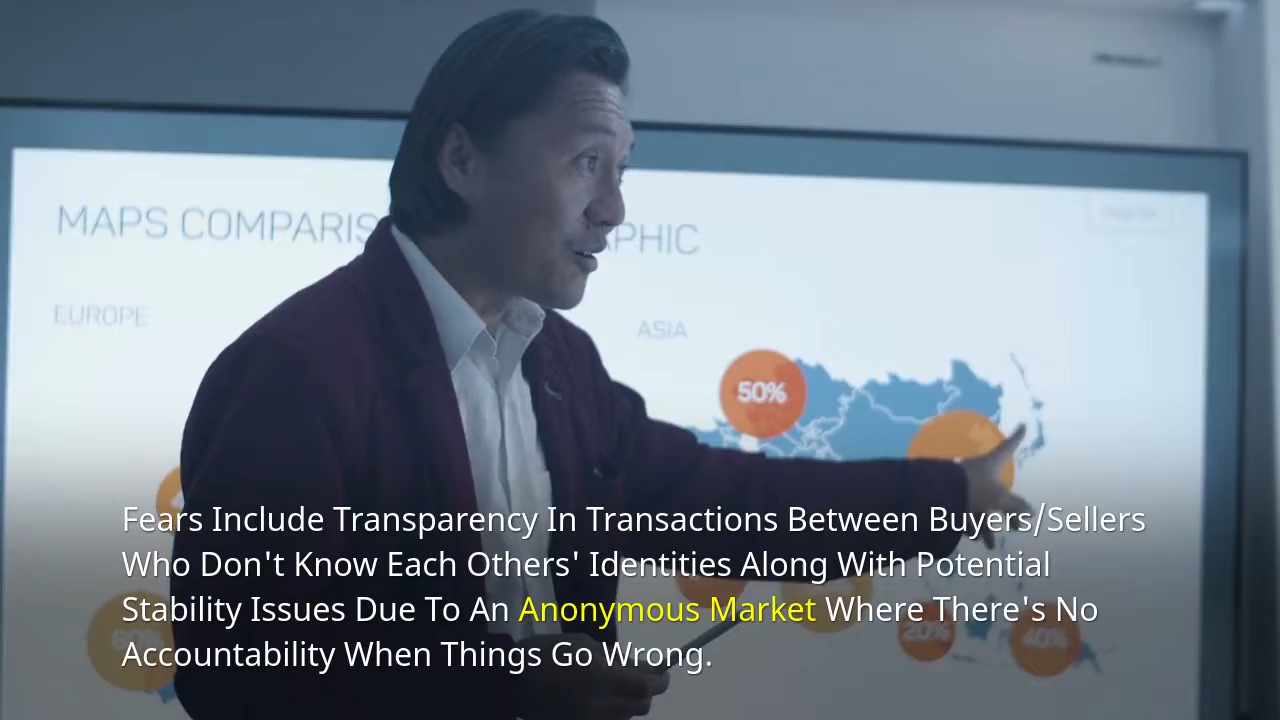 MAPS COMPARIS
PHIC
EUROPE
ASIA
50%
Fears Include Transparency In Transactions Between Buyers/Sellers
Who Don't Know Each Others' Identities Along With Potential
Stability Issues Due To An Anonymous Market Where There's No
Accountability When Things Go Wrong.
60%
20%
40%